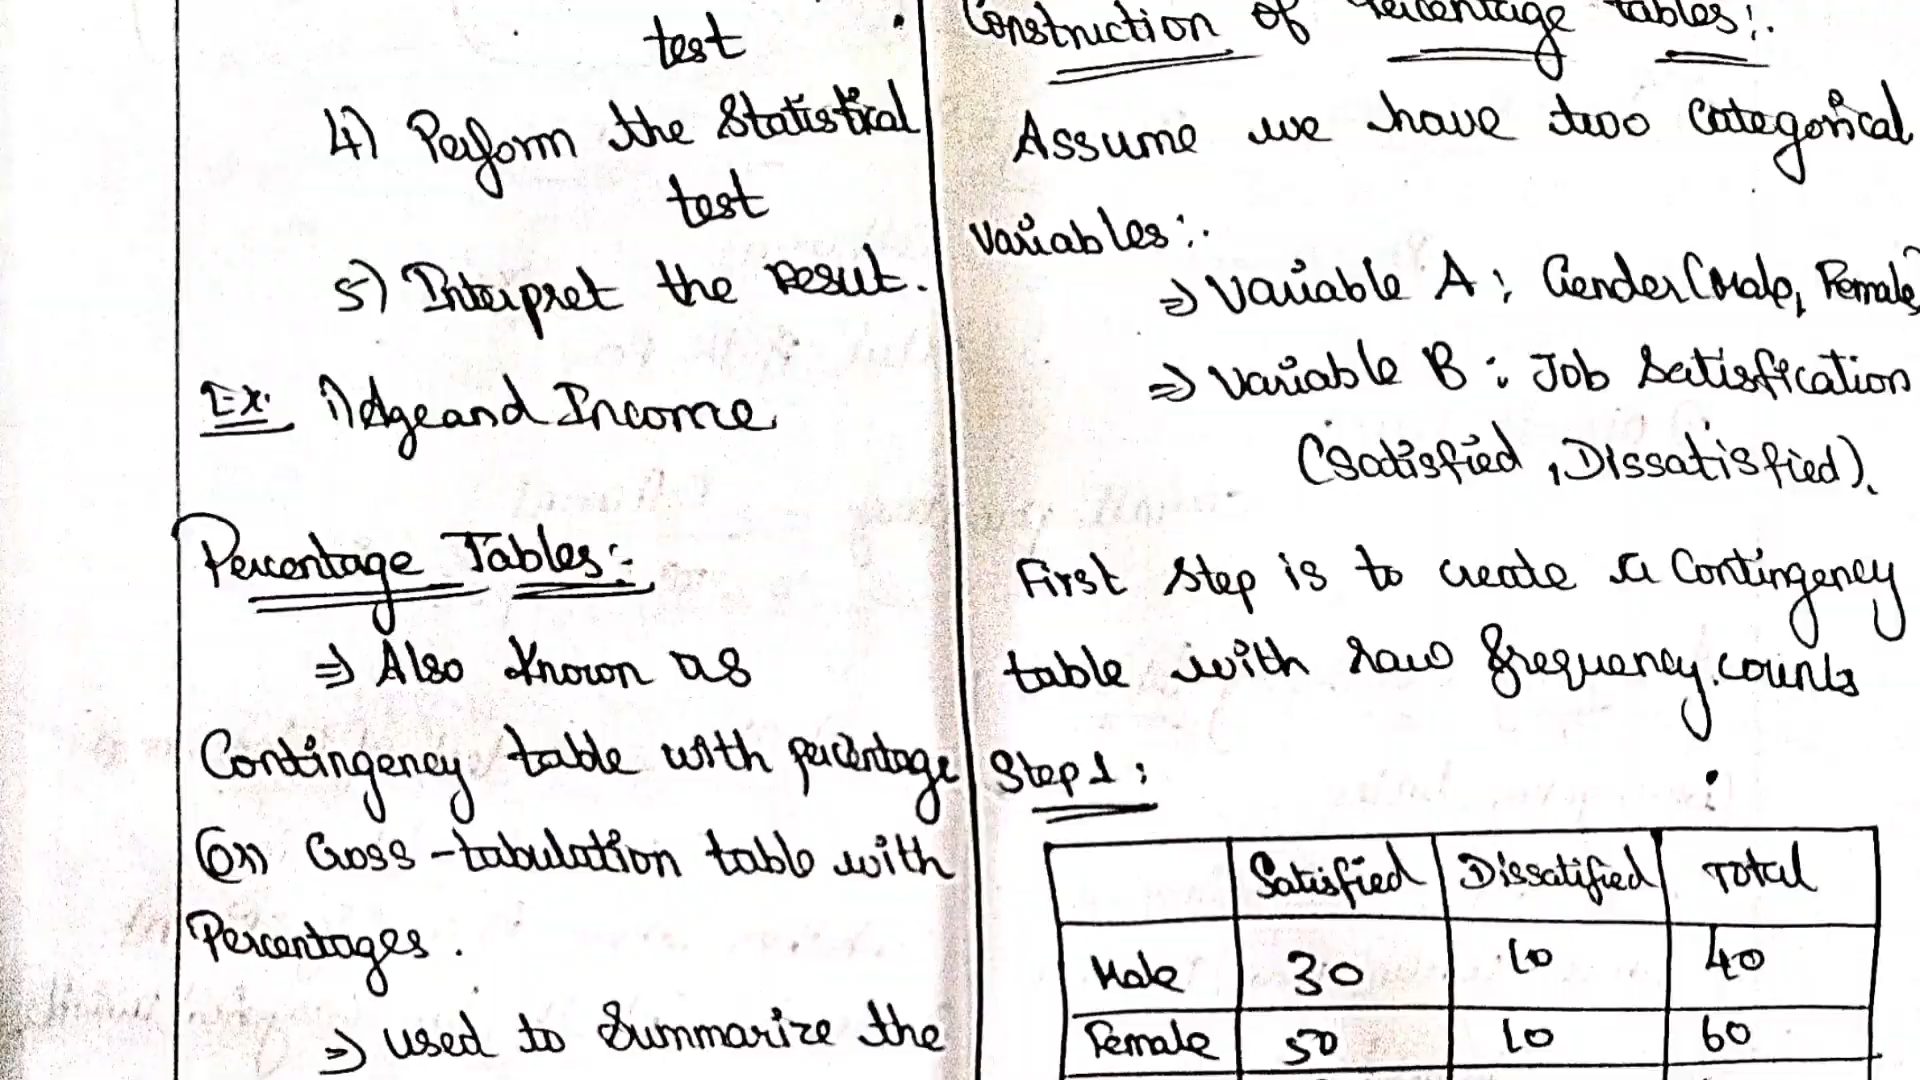 test
4) Perform the Statistical
test
5) Interpret the result.
Ex: 1) Age and Income
Percentage Tables:-
⇒ Also known as
Contingency table with percentage
(or) Cross-tabulation table with
Percentages.
⇒ used to Summarize the
Construction of Percentage tables:.
Assume we have two Categorical
Variables:.
⇒ Variable A: Gender (Male, Female)
⇒ Variable B: Job Satisfication
(Satisfied, Dissatisfied).
First step is to create a Contingency
table with raw frequency counts
Step 1:
Satisfied Dissatified Total
Male 30 10 40
Female 50 10 60